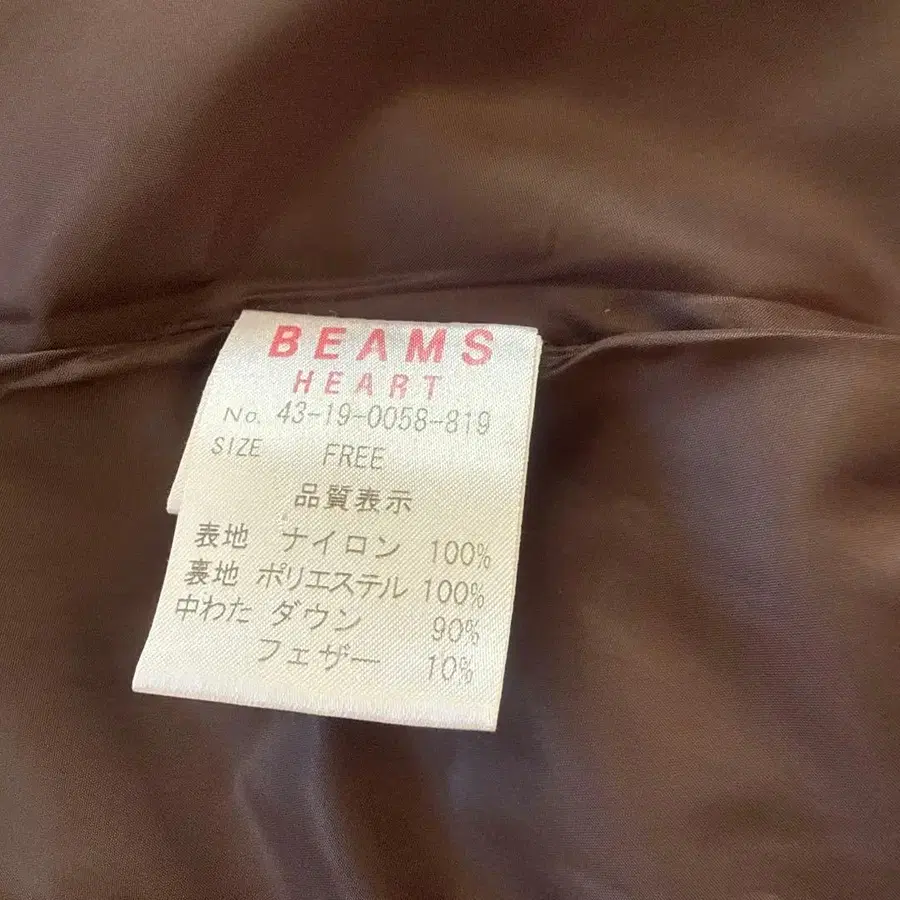 BEAMS
HEART
No. 43-19-0058-819
SIZE FREE
品質表示
表地 ナイロン 100%
裏地 ポリエステル 100%
中わた ダウン 90%
フェザー 10%